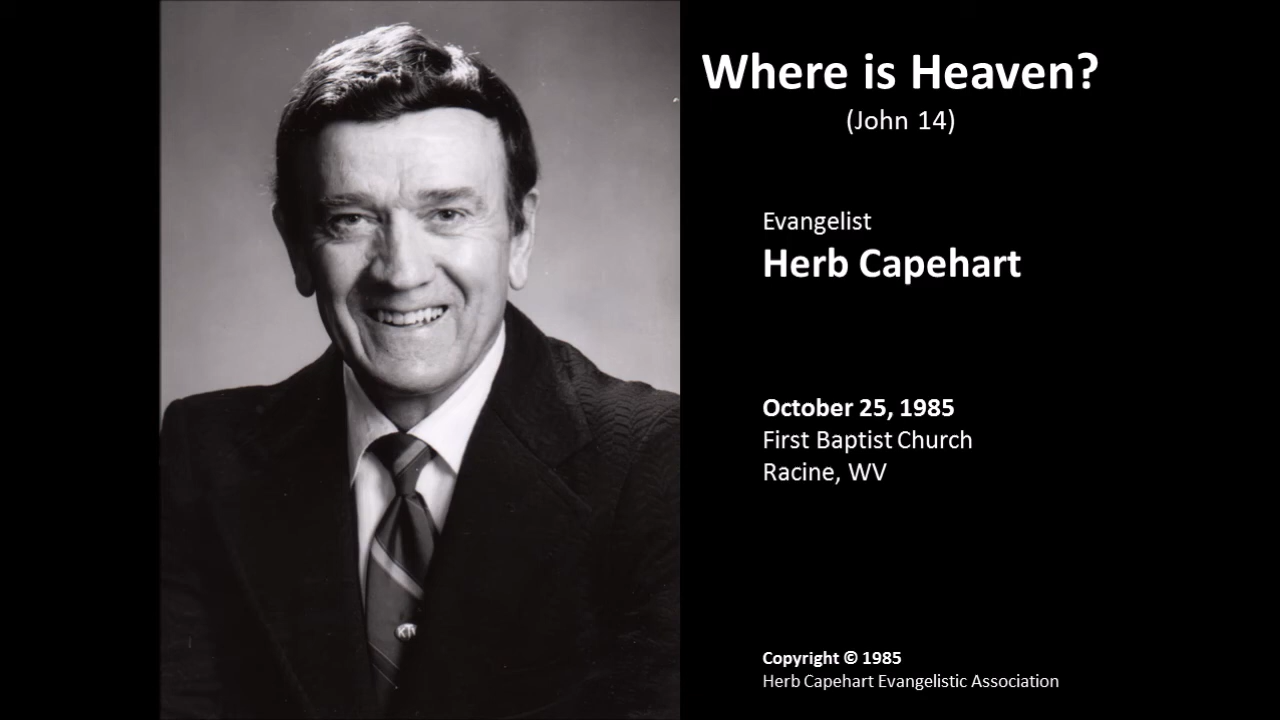 Where is Heaven?
(John 14)
Evangelist
Herb Capehart
October 25, 1985
First Baptist Church
Racine, WV
Copyright © 1985
Herb Capehart Evangelistic Association